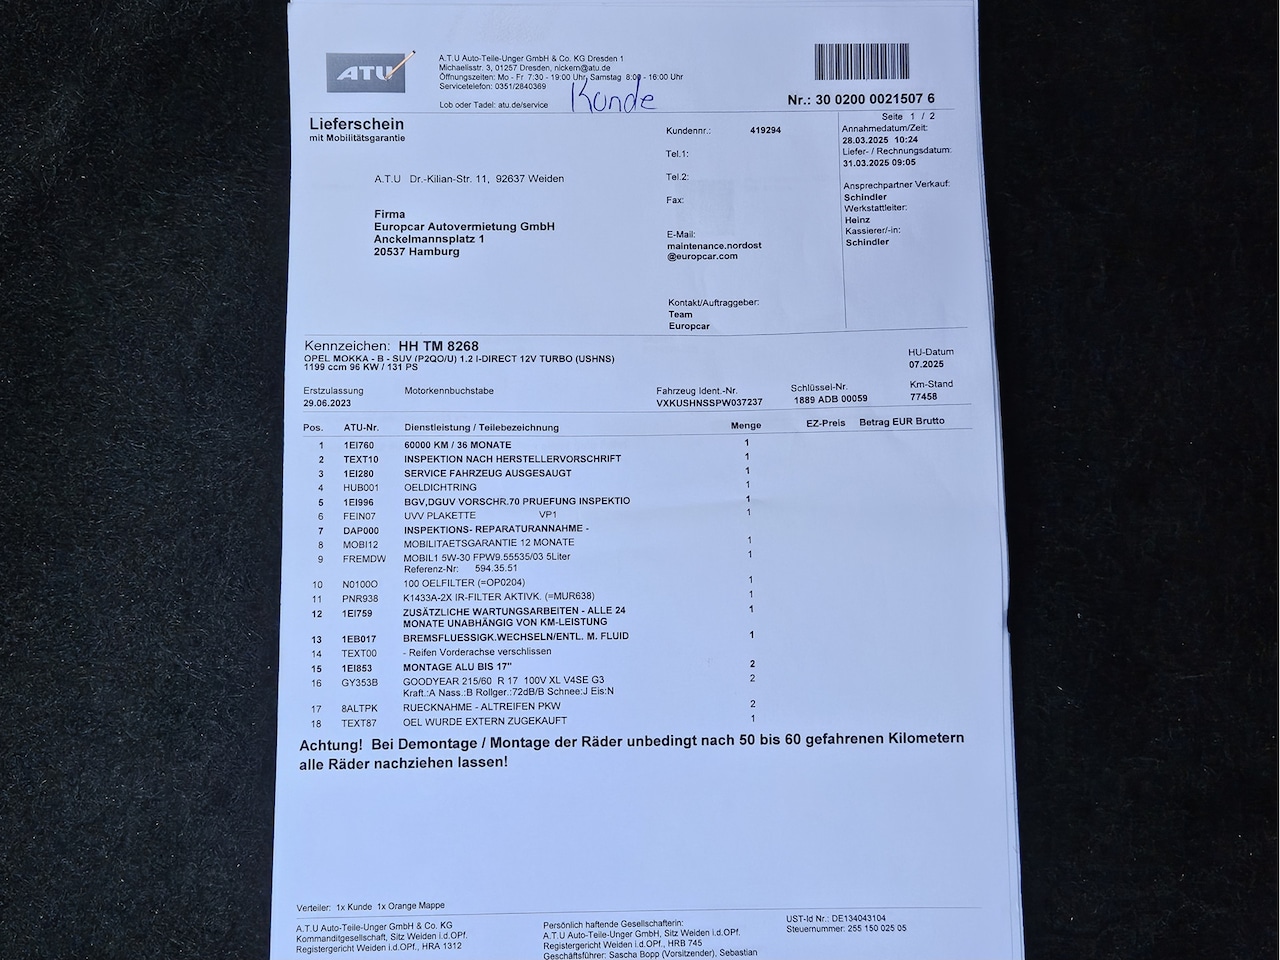 ATU
A.T.U Auto-Teile-Unger GmbH & Co. KG Dresden 1
Michaelisstr. 3, 01257 Dresden, nickern@atu.de
Öffnungszeiten: Mo - Fr 7:30 - 19:00 Uhr, Samstag 8:00 - 16:00 Uhr
Servicetelefon: 0351/2840369
Lob oder Tadel: atu.de/service
Kunde
Nr.: 30 0200 0021507 6
Seite 1 / 2
Lieferschein
mit Mobilitätsgarantie
A.T.U Dr.-Kilian-Str. 11, 92637 Weiden
Firma
Europcar Autovermietung GmbH
Anckelmannsplatz 1
20537 Hamburg
Kundennr.: 419294
Tel.1:
Tel.2:
Fax:
E-Mail:
maintenance.nordost
@europcar.com
Kontakt/Auftraggeber:
Team
Europcar
Annahmedatum/Zeit:
28.03.2025 10:24
Liefer- / Rechnungsdatum:
31.03.2025 09:05
Ansprechpartner Verkauf:
Schindler
Werkstattleiter:
Heinz
Kassierer/-in:
Schindler
Kennzeichen: HH TM 8268
OPEL MOKKA - B - SUV (P2QO/U) 1.2 I-DIRECT 12V TURBO (USHNS)
1199 ccm 96 KW / 131 PS
HU-Datum
07.2025
Erstzulassung Motorkennbuchstabe Fahrzeug Ident.-Nr. Schlüssel-Nr. Km-Stand
29.06.2023 VXKUSHNSSPW037237 1889 ADB 00059 77458
Pos. ATU-Nr. Dienstleistung / Teilebezeichnung Menge EZ-Preis Betrag EUR Brutto
1 1EI760 60000 KM / 36 MONATE 1
2 TEXT10 INSPEKTION NACH HERSTELLERVORSCHRIFT 1
3 1EI280 SERVICE FAHRZEUG AUSGESAUGT 1
4 HUB001 OELDICHTRING 1
5 1EI996 BGV,DGUV VORSCHR.70 PRUEFUNG INSPEKTIO 1
6 FEIN07 UVV PLAKETTE VP1 1
7 DAP000 INSPEKTIONS- REPARATURANNAHME -
8 MOBI12 MOBILITAETSGARANTIE 12 MONATE 1
9 FREMDW MOBIL1 5W-30 FPW9.55535/03 5Liter 1
Referenz-Nr: 594.35.51
10 N0100O 100 OELFILTER (=OP0204) 1
11 PNR938 K1433A-2X IR-FILTER AKTIVK. (=MUR638) 1
12 1EI759 ZUSÄTZLICHE WARTUNGSARBEITEN - ALLE 24 1
MONATE UNABHÄNGIG VON KM-LEISTUNG
13 1EB017 BREMSFLUESSIGK.WECHSELN/ENTL. M. FLUID 1
14 TEXT00 - Reifen Vorderachse verschlissen
15 1EI853 MONTAGE ALU BIS 17" 2
16 GY353B GOODYEAR 215/60 R 17 100V XL V4SE G3 2
Kraft.:A Nass.:B Rollger.:72dB/B Schnee:J Eis:N
17 8ALTPK RUECKNAHME - ALTREIFEN PKW 2
18 TEXT87 OEL WURDE EXTERN ZUGEKAUFT 1
Achtung! Bei Demontage / Montage der Räder unbedingt nach 50 bis 60 gefahrenen Kilometern
alle Räder nachziehen lassen!
Verteiler: 1x Kunde 1x Orange Mappe
A.T.U Auto-Teile-Unger GmbH & Co. KG
Kommanditgesellschaft, Sitz Weiden i.d.OPf.
Registergericht Weiden i.d.OPf., HRA 1312
Persönlich haftende Gesellschafterin:
A.T.U Auto-Teile-Unger GmbH, Sitz Weiden i.d.OPf.
Registergericht Weiden i.d.OPf., HRB 745
Geschäftsführer: Sascha Bopp (Vorsitzender), Sebastian
UST-Id Nr.: DE134043104
Steuernummer: 255 150 025 05